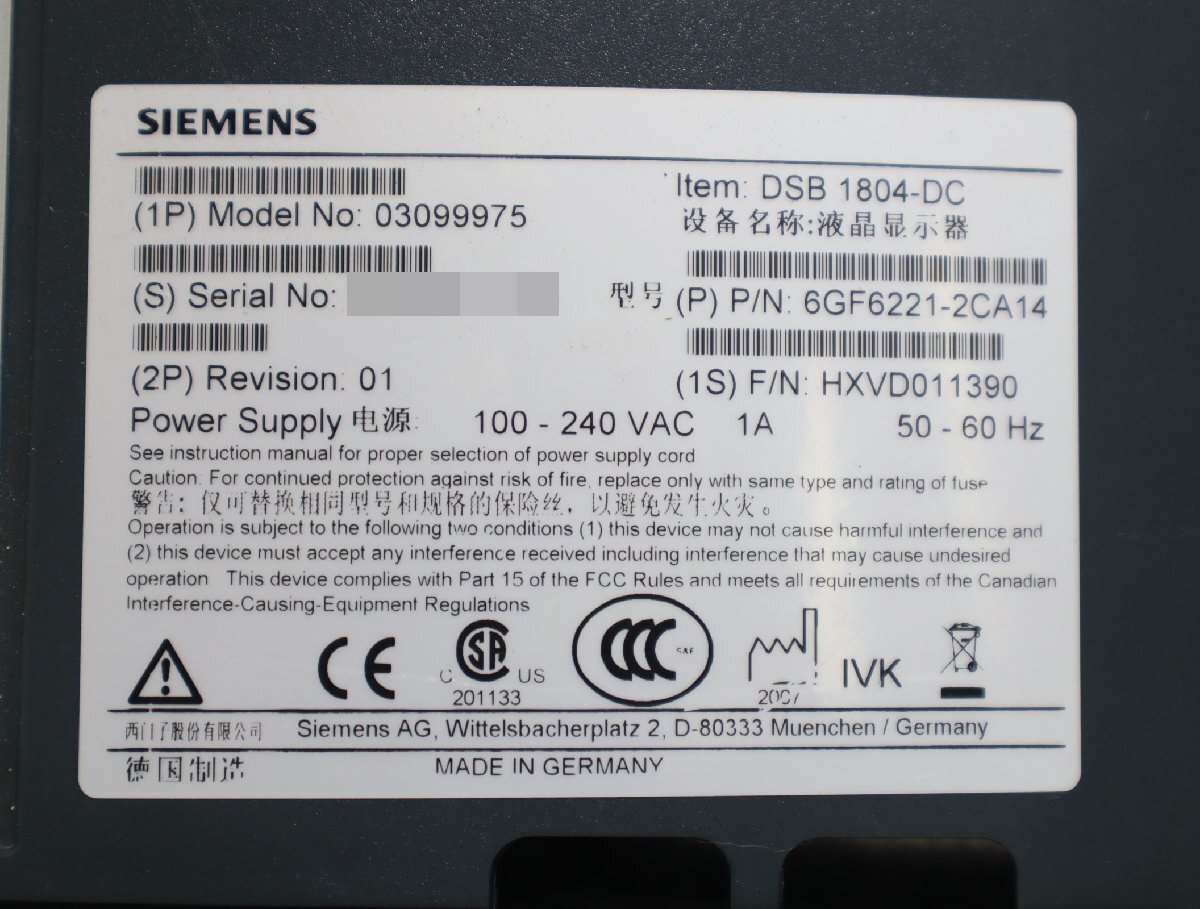 SIEMENS
(1P) Model No: 03099975
Item: DSB 1804-DC
设备名称:液晶显示器
(S) Serial No:
型号 (P) P/N: 6GF6221-2CA14
(2P) Revision: 01
(1S) F/N: HXVD011390
Power Supply 电源: 100 - 240 VAC 1A 50 - 60 Hz
See instruction manual for proper selection of power supply cord
Caution: For continued protection against risk of fire, replace only with same type and rating of fuse
警告: 仅可替换相同型号和规格的保险丝, 以避免发生火灾。
Operation is subject to the following two conditions (1) this device may not cause harmful interference and
(2) this device must accept any interference received including interference that may cause undesired
operation This device complies with Part 15 of the FCC Rules and meets all requirements of the Canadian
Interference-Causing-Equipment Regulations
CE
C SA US
201133
CCC S&E
2007
IVK
西门子股份有限公司 Siemens AG, Wittelsbacherplatz 2, D-80333 Muenchen / Germany
德国制造 MADE IN GERMANY